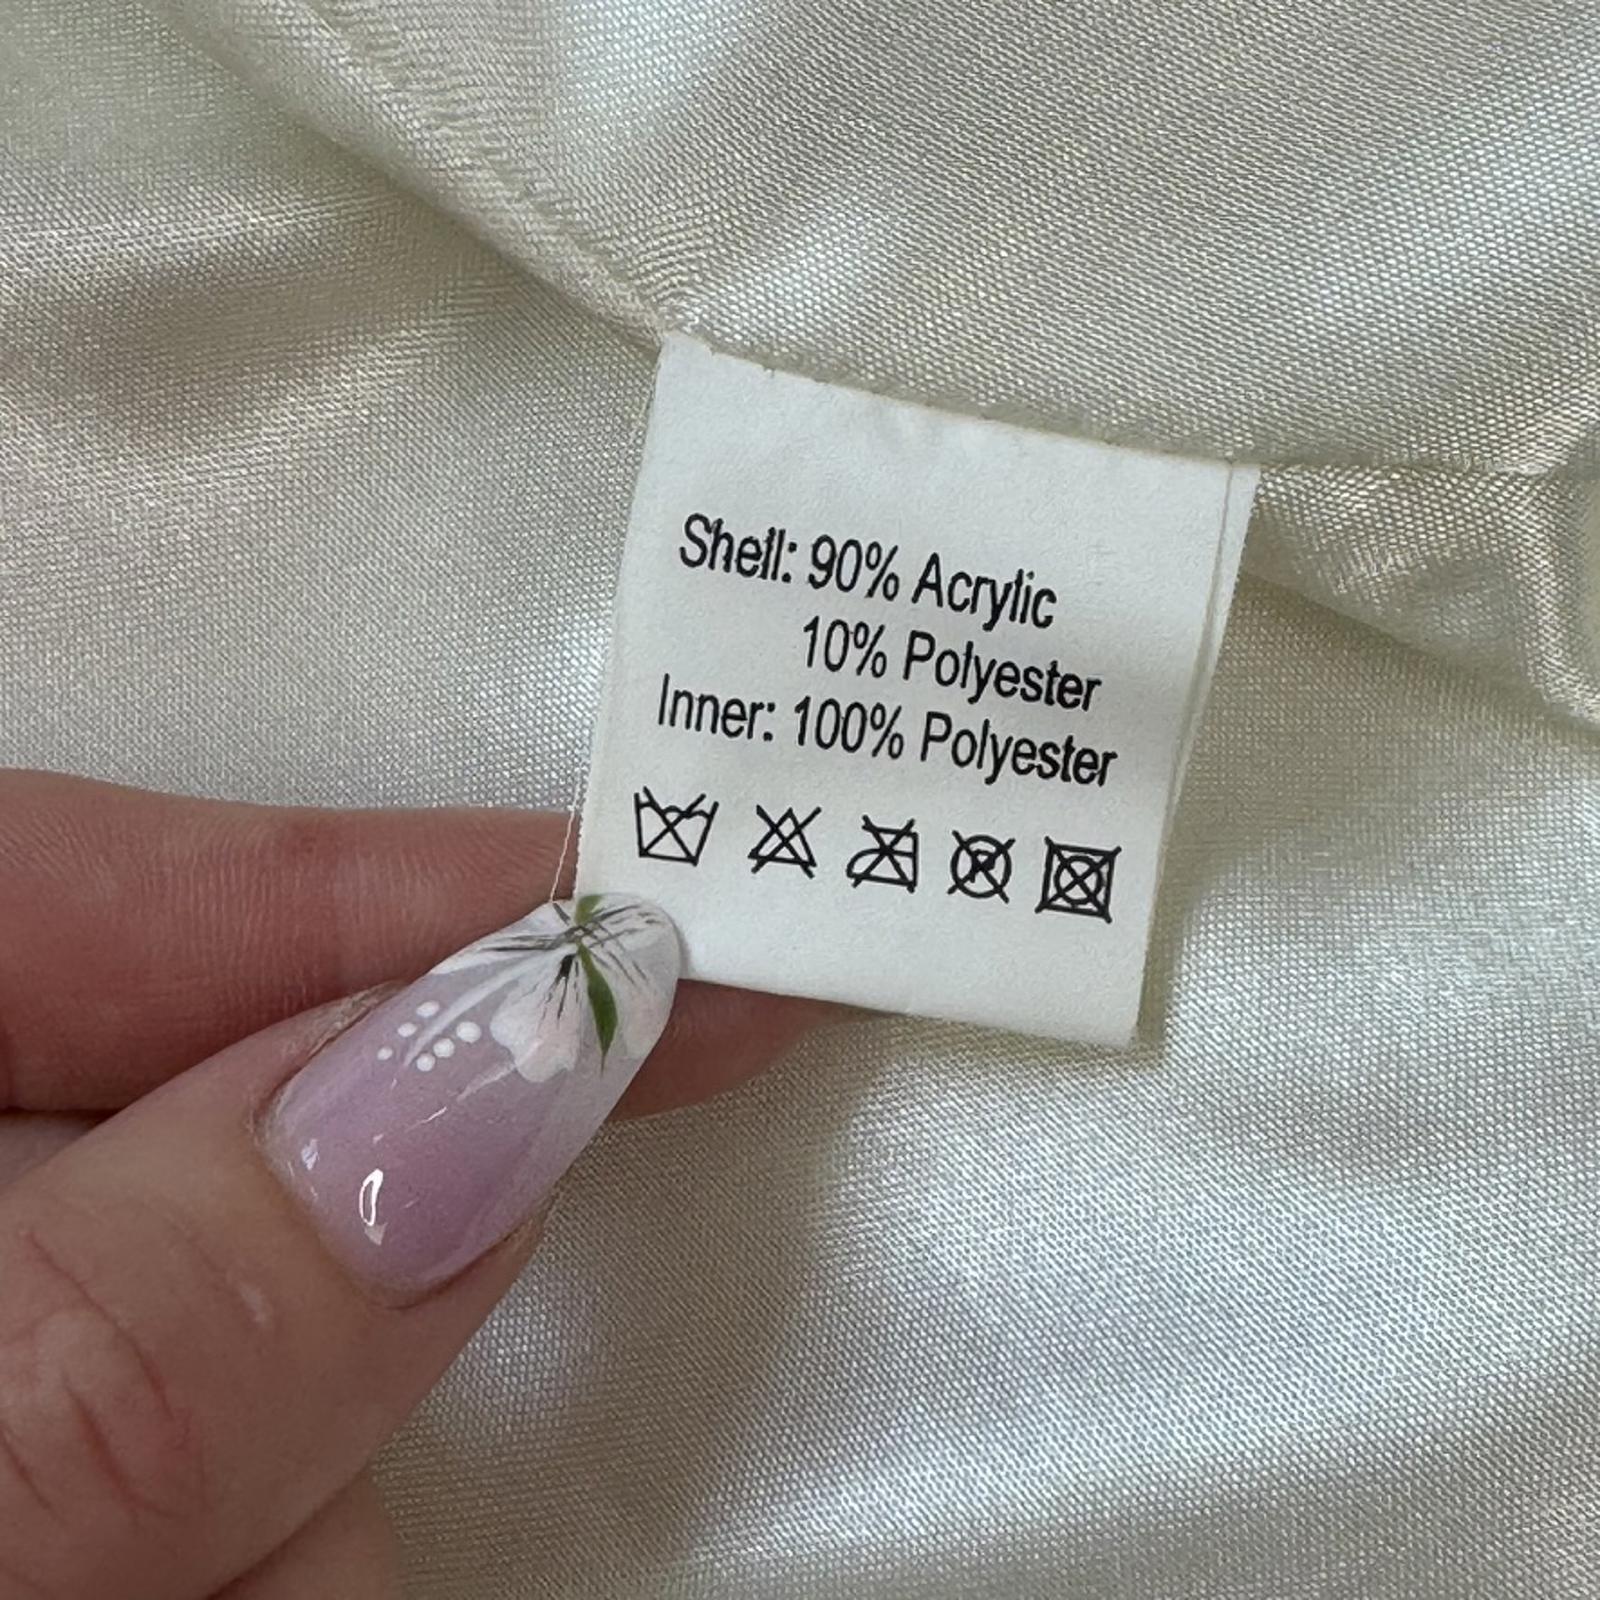 Shell: 90% Acrylic
10% Polyester
Inner: 100% Polyester